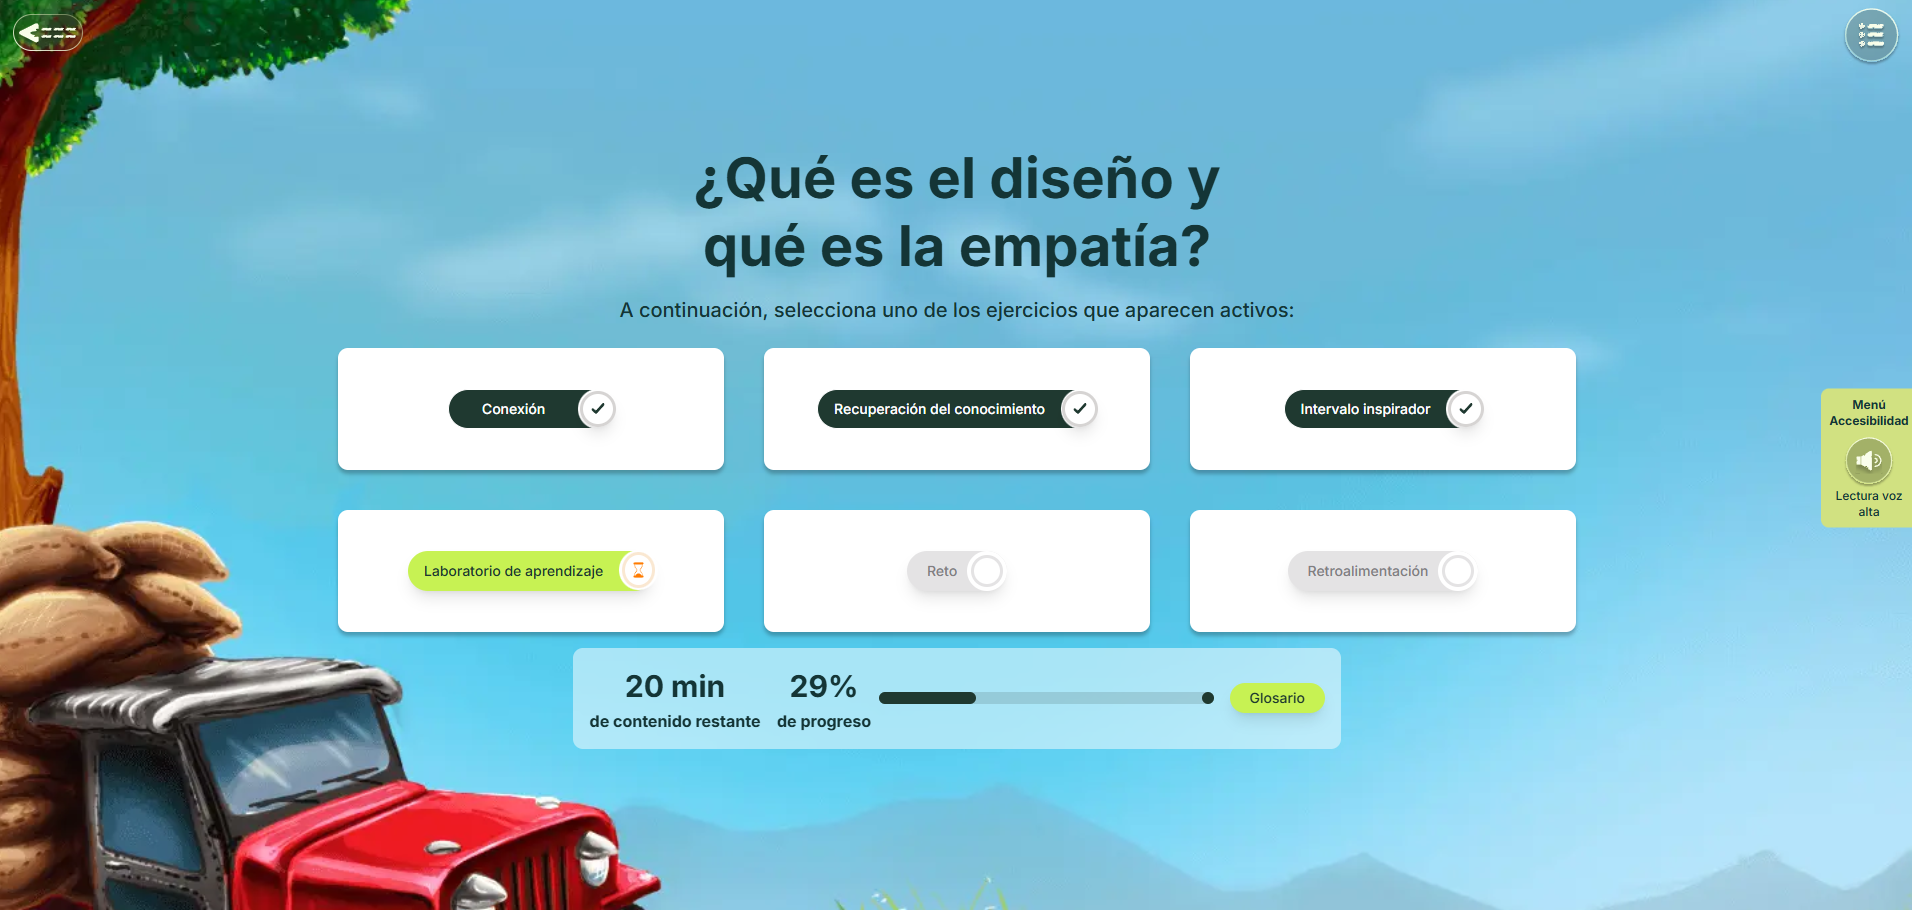 ¿Qué es el diseño y
qué es la empatía?
A continuación, selecciona uno de los ejercicios que aparecen activos:
Conexión
Recuperación del conocimiento
Intervalo inspirador
Laboratorio de aprendizaje
Reto
Retroalimentación
20 min
de contenido restante
29%
de progreso
Glosario
Menú
Accesibilidad
Lectura voz
alta